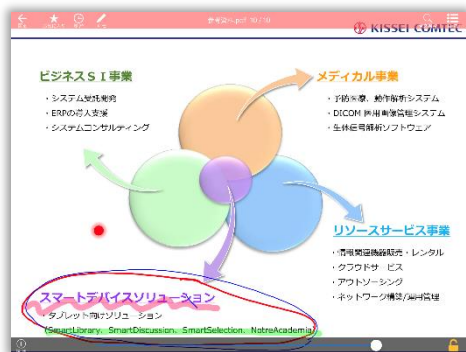 参考資料.pdf 10/10
KISSEI COMTEC
ビジネスＳＩ事業
・システム受託開発
・ERPの導入支援
・システムコンサルティング
メディカル事業
・予防医療、動作解析システム
・DICOM 医用画像管理システム
・生体信号解析ソフトウェア
リソースサービス事業
・情報関連機器販売・レンタル
・クラウドサービス
・アウトソーシング
・ネットワーク構築/運用管理
スマートデバイスソリューション
・タブレット向けソリューション
(SmartLibrary、SmartDiscussion、SmartSelection、NotreAcademia)